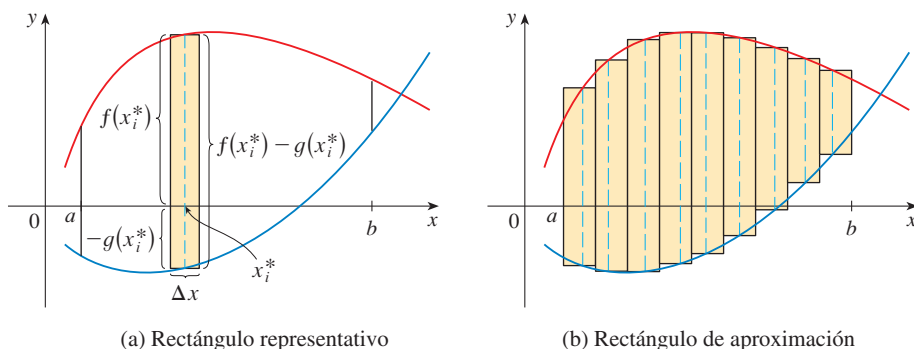 y
f(x_i^*)
f(x_i^*) − g(x_i^*)
0
a
b
x
−g(x_i^*)
x_i^*
Δx
(a) Rectángulo representativo
y
0
a
b
x
(b) Rectángulo de aproximación